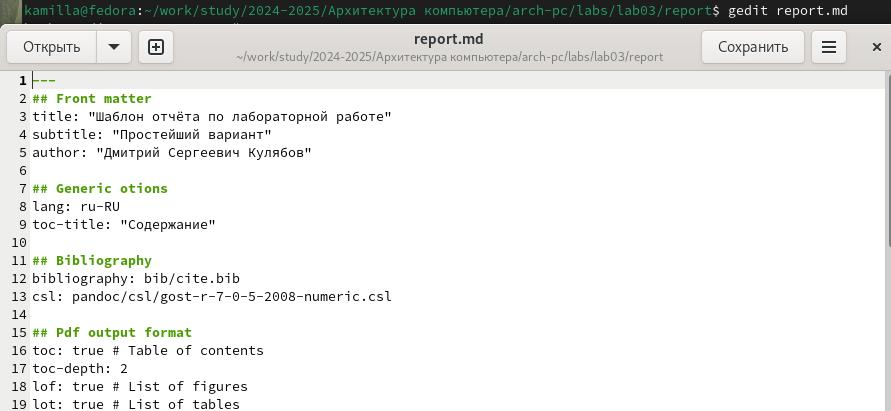 kamilla@fedora:~/work/study/2024-2025/Архитектура компьютера/arch-pc/labs/lab03/report$ gedit report.md
Открыть
report.md
~/work/study/2024-2025/Архитектура компьютера/arch-pc/labs/lab03/report
Сохранить
1 ---
2 ## Front matter
3 title: "Шаблон отчёта по лабораторной работе"
4 subtitle: "Простейший вариант"
5 author: "Дмитрий Сергеевич Кулябов"
6
7 ## Generic otions
8 lang: ru-RU
9 toc-title: "Содержание"
10
11 ## Bibliography
12 bibliography: bib/cite.bib
13 csl: pandoc/csl/gost-r-7-0-5-2008-numeric.csl
14
15 ## Pdf output format
16 toc: true # Table of contents
17 toc-depth: 2
18 lof: true # List of figures
19 lot: true # List of tables